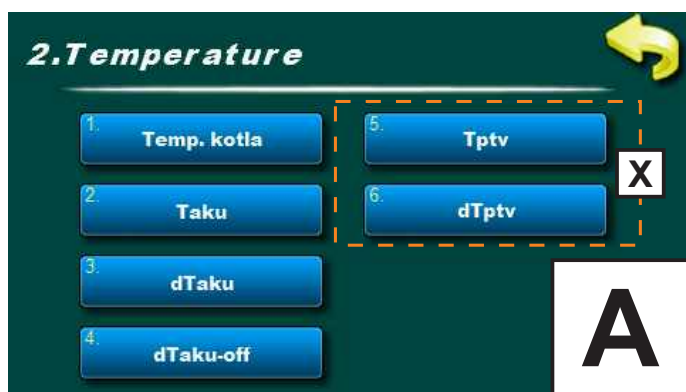 2.Temperature
1. Temp. kotla
2. Taku
3. dTaku
4. dTaku-off
5. Tptv
6. dTptv
X
A